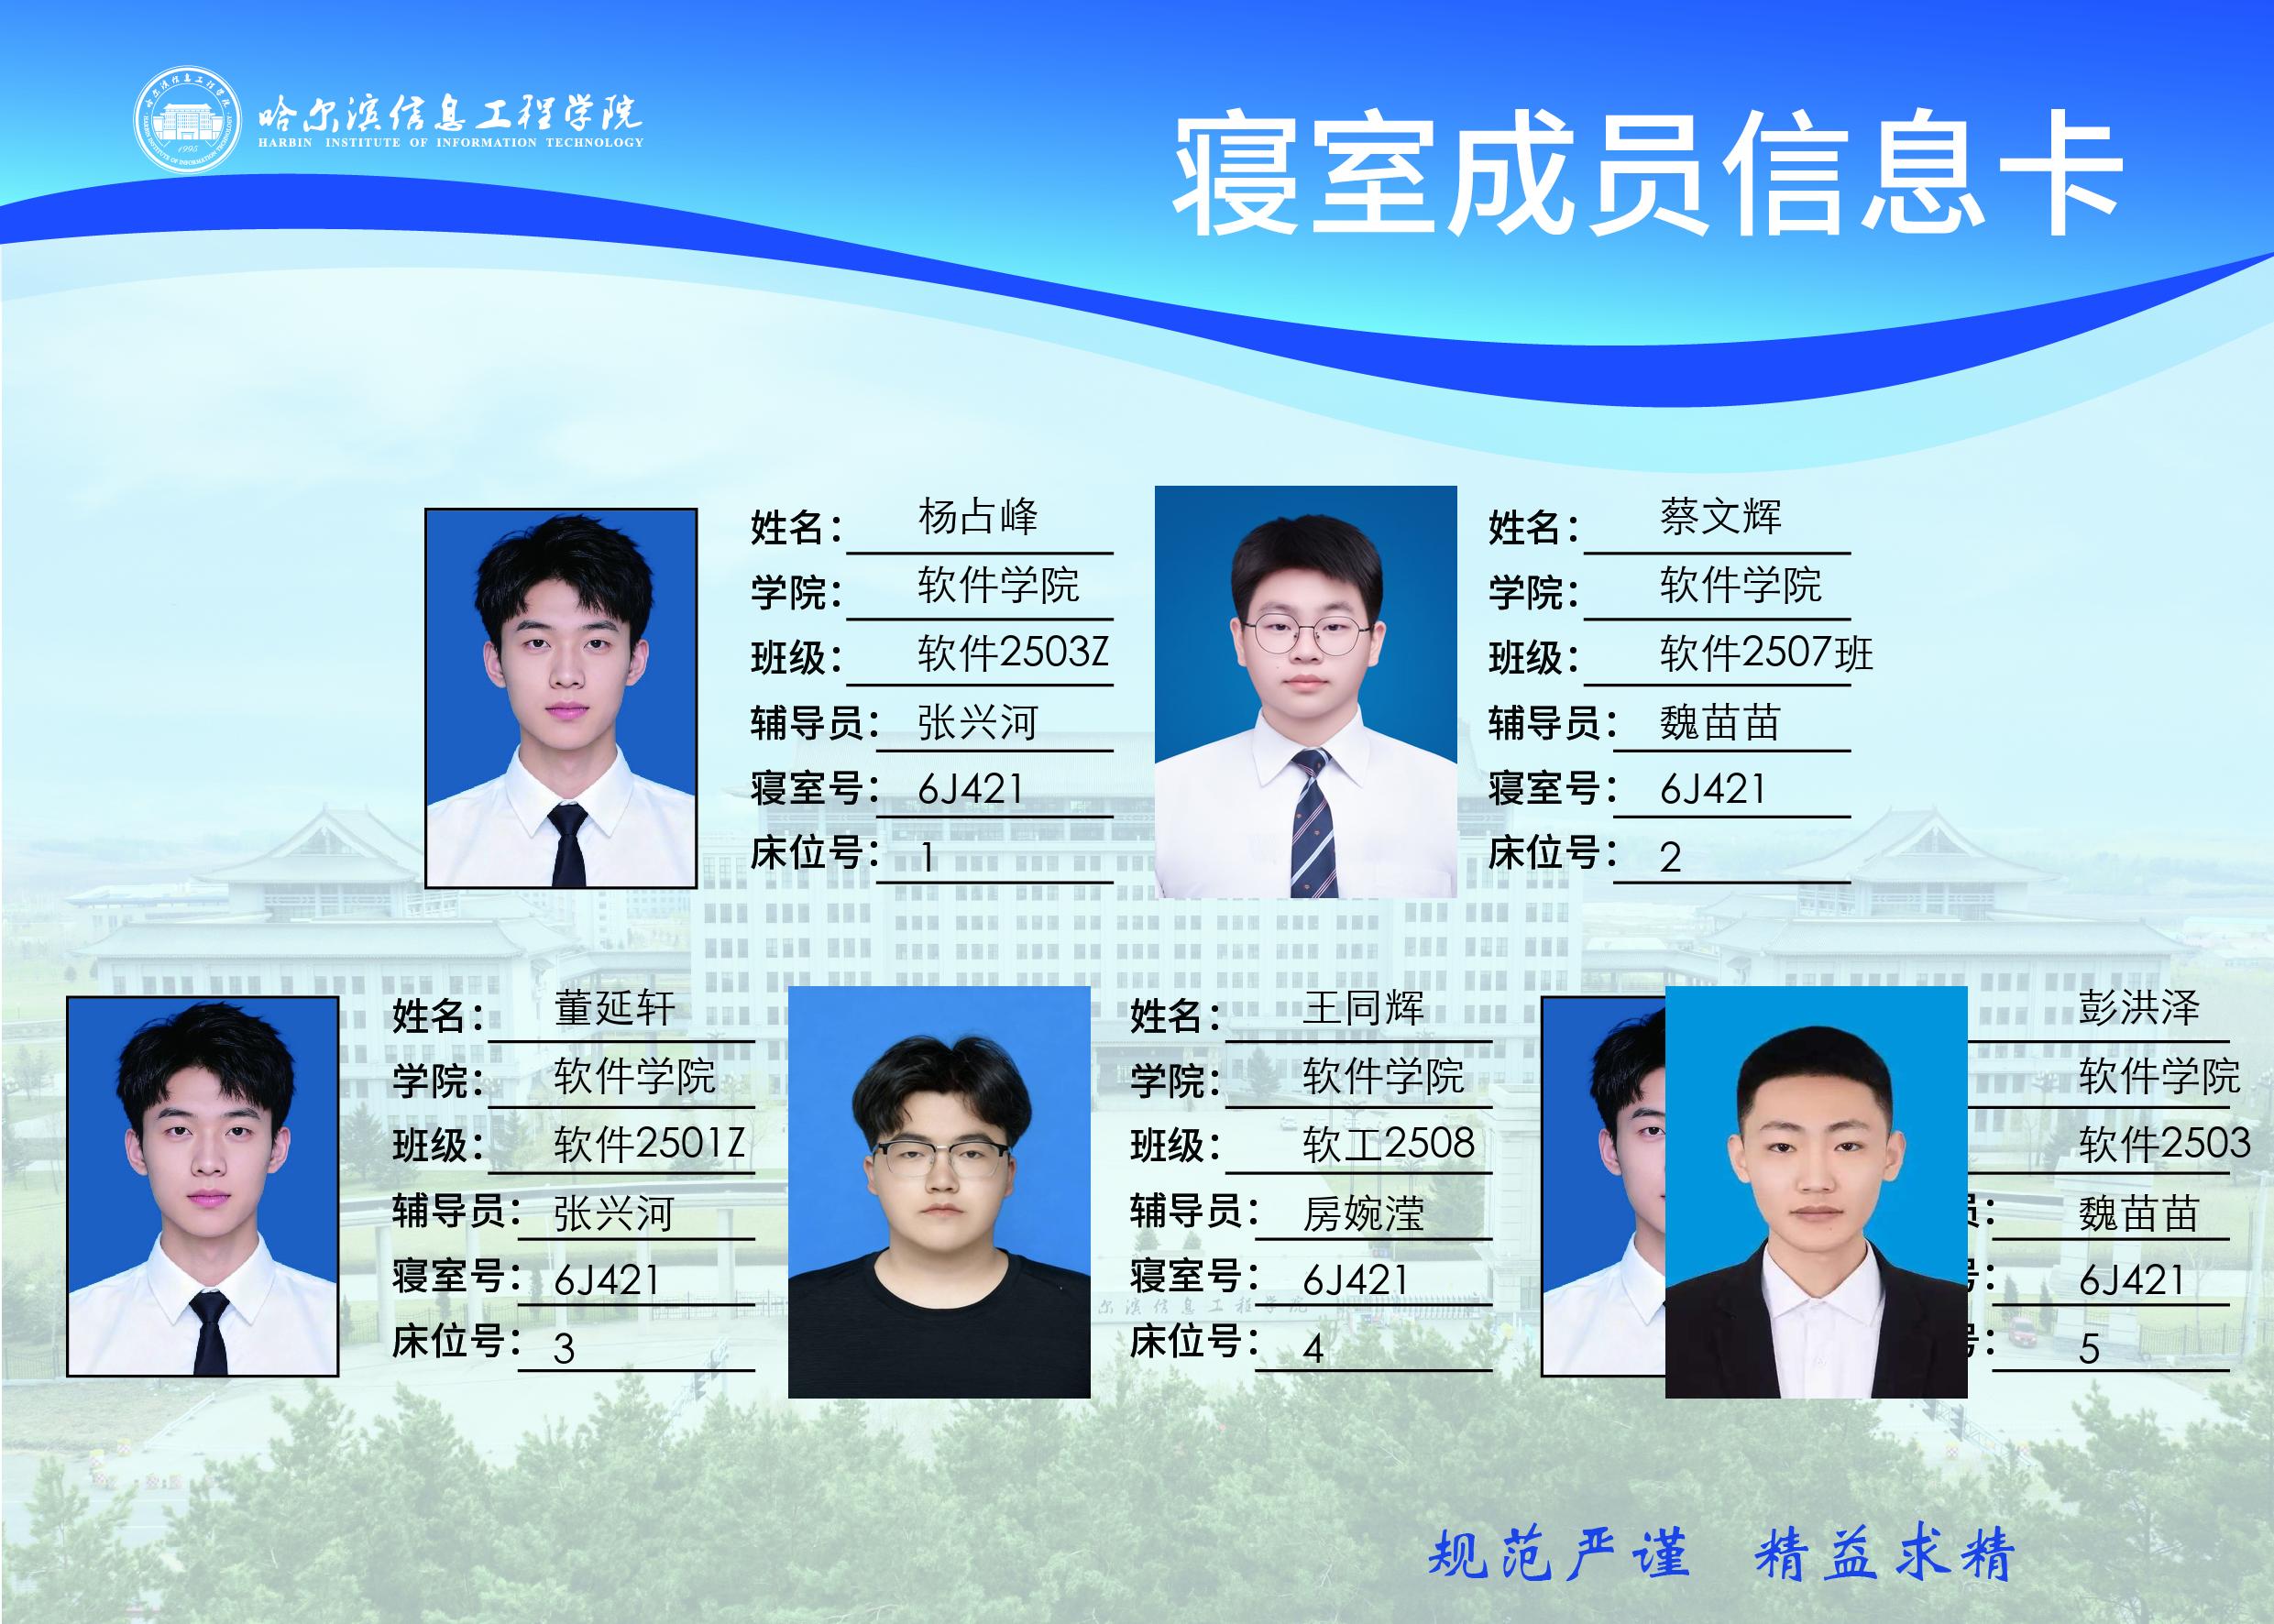 哈尔滨信息工程学院
HARBIN INSTITUTE OF INFORMATION TECHNOLOGY
1995
寝室成员信息卡
姓名：杨占峰
学院：软件学院
班级：软件2503Z
辅导员：张兴河
寝室号：6J421
床位号：1
姓名：蔡文辉
学院：软件学院
班级：软件2507班
辅导员：魏苗苗
寝室号：6J421
床位号：2
姓名：董延轩
学院：软件学院
班级：软件2501Z
辅导员：张兴河
寝室号：6J421
床位号：3
姓名：王同辉
学院：软件学院
班级：软工2508
辅导员：房婉滢
寝室号：6J421
床位号：4
彭洪泽
软件学院
软件2503
员：魏苗苗
号：6J421
号：5
规范严谨 精益求精